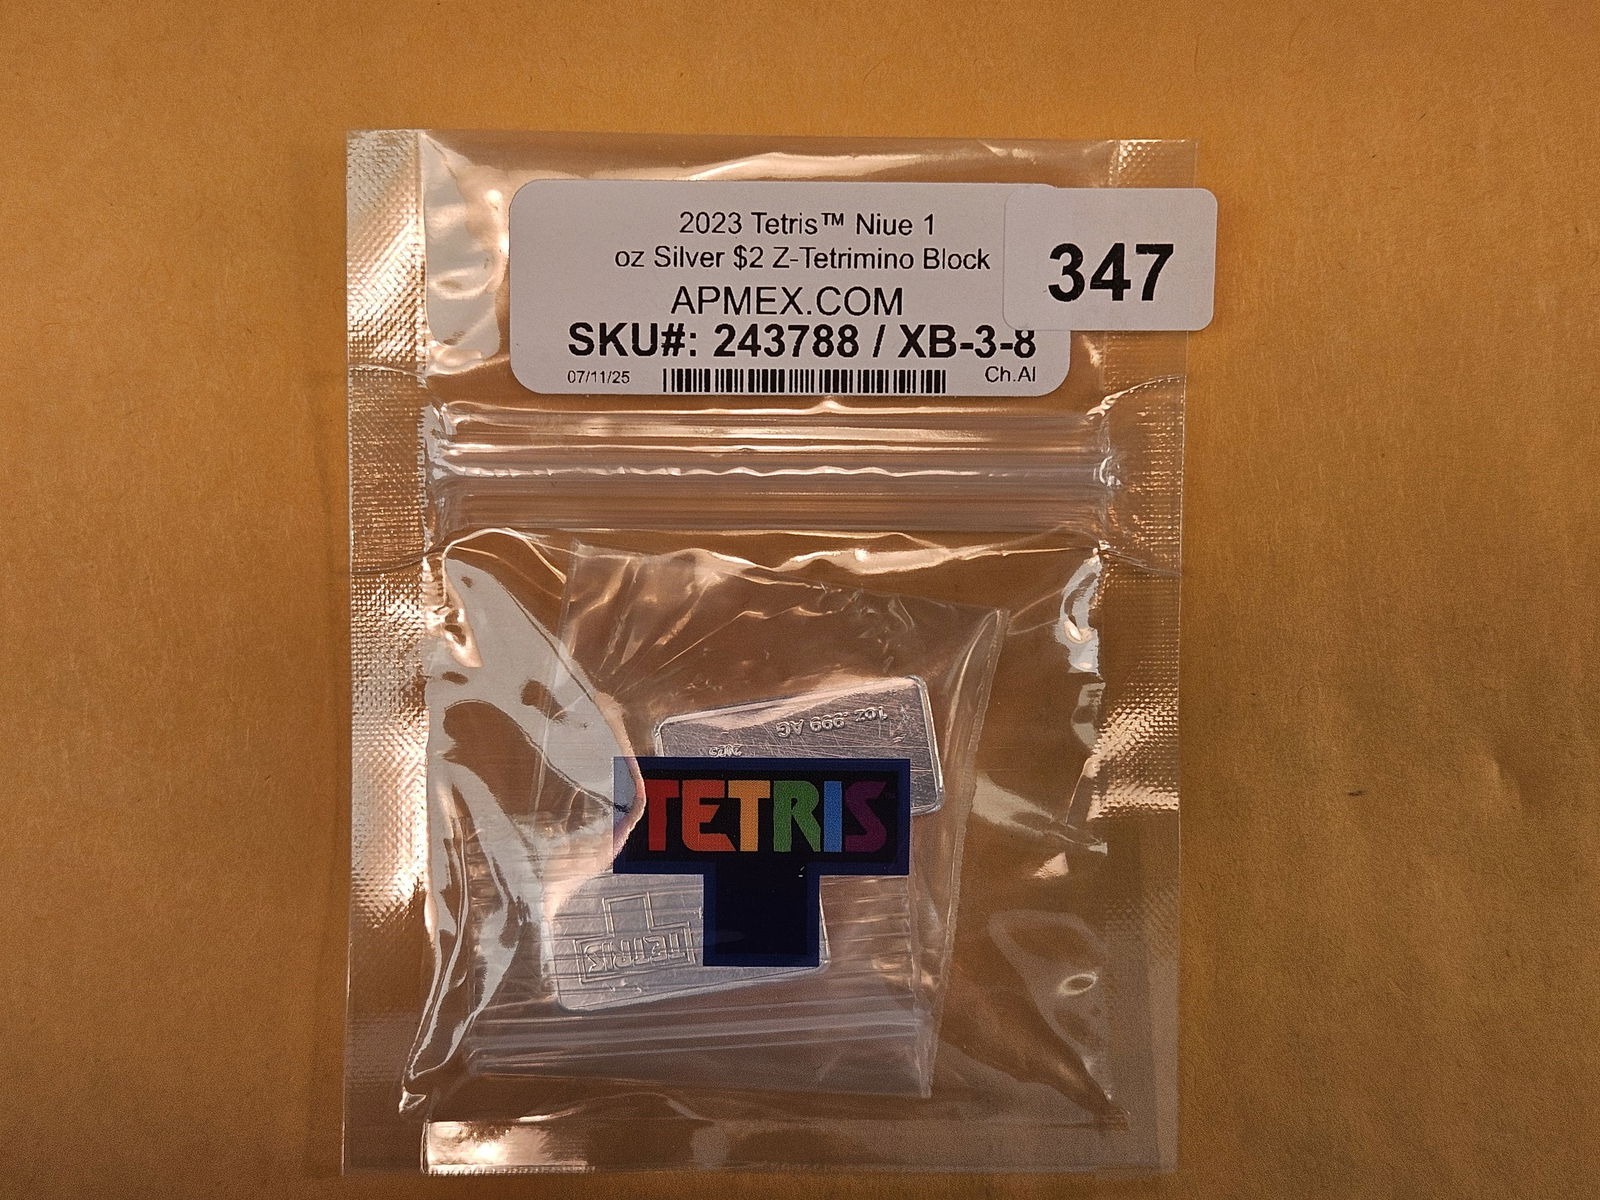 2023 Tetris™ Niue 1
oz Silver $2 Z-Tetrimino Block
APMEX.COM
SKU#: 243788 / XB-3-8
07/11/25
Ch.Al
347
1oz .999 AG
TETRIS
TETRIS